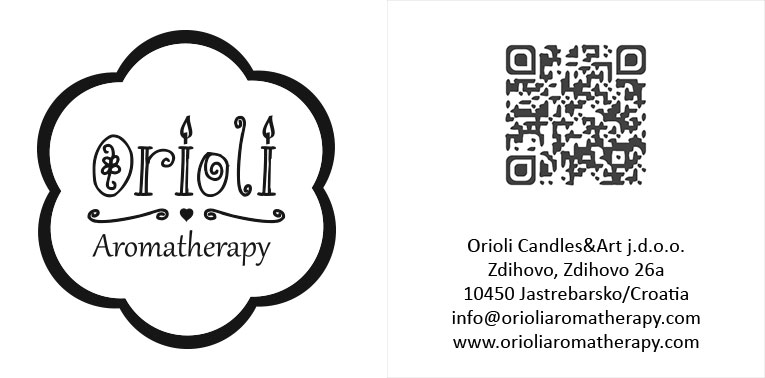 Orioli
Aromatherapy
Orioli Candles&Art j.d.o.o.
Zdihovo, Zdihovo 26a
10450 Jastrebarsko/Croatia
info@orioliaromatherapy.com
www.orioliaromatherapy.com